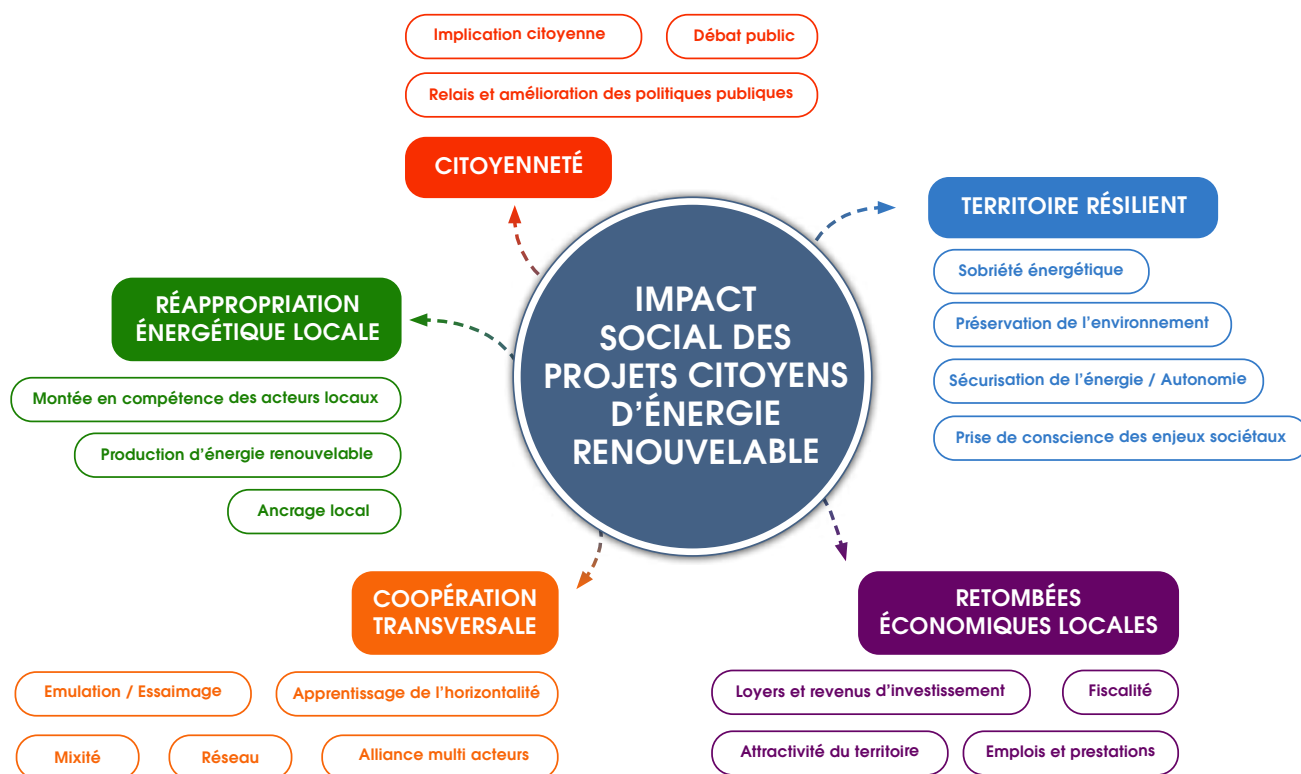 Implication citoyenne
Débat public
Relais et amélioration des politiques publiques
CITOYENNETÉ
TERRITOIRE RÉSILIENT
Sobriété énergétique
Préservation de l'environnement
Sécurisation de l'énergie / Autonomie
Prise de conscience des enjeux sociétaux
RÉAPPROPRIATION
ÉNERGÉTIQUE LOCALE
Montée en compétence des acteurs locaux
Production d'énergie renouvelable
Ancrage local
IMPACT
SOCIAL DES
PROJETS CITOYENS
D'ÉNERGIE
RENOUVELABLE
COOPÉRATION
TRANSVERSALE
Emulation / Essaimage
Apprentissage de l'horizontalité
Mixité
Réseau
Alliance multi acteurs
RETOMBÉES
ÉCONOMIQUES LOCALES
Loyers et revenus d'investissement
Fiscalité
Attractivité du territoire
Emplois et prestations